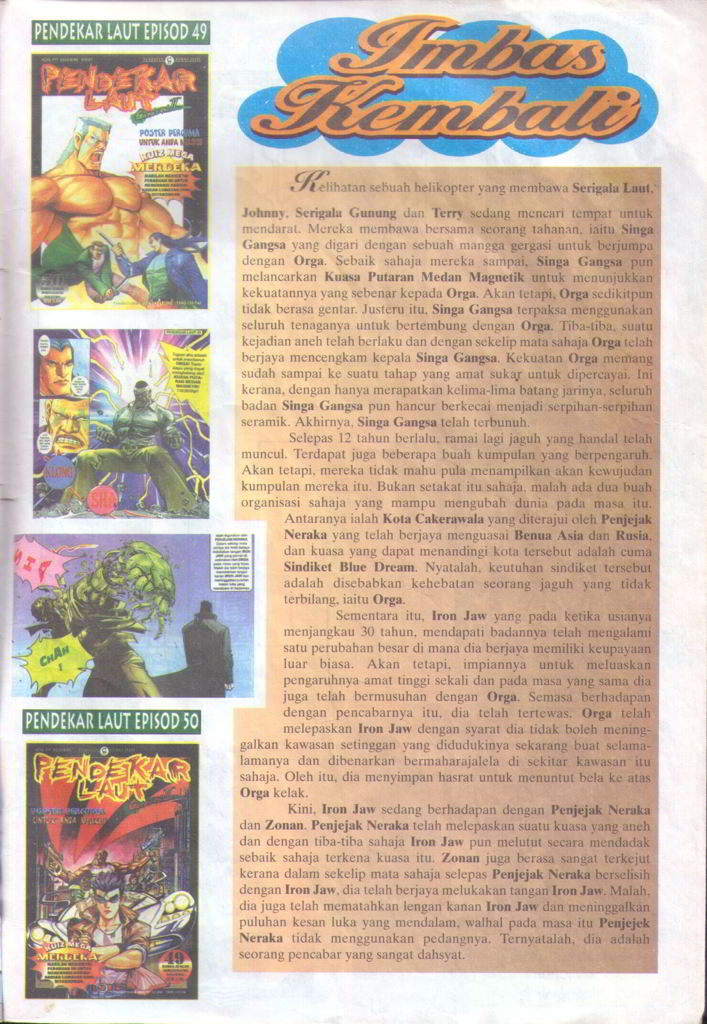 PENDEKAR LAUT EPISOD 49
PENDEKAR
LAUT
POSTER PERCUMA
KUIZ MEGA
MERDEKA
KLONG
SHA
CHAH
!
PENDEKAR LAUT EPISOD 50
PENDEKAR
LAUT
KUIZ MEGA
MERDEKA
49
Imbas
Kembali
Kelihatan sebuah helikopter yang membawa Serigala Laut,
Johnny, Serigala Gunung dan Terry sedang mencari tempat untuk
mendarat. Mereka membawa bersama seorang tahanan, iaitu Singa
Gangsa yang digari dengan sebuah mangga gergasi untuk berjumpa
dengan Orga. Sebaik sahaja mereka sampai, Singa Gangsa pun
melancarkan Kuasa Putaran Medan Magnetik untuk menunjukkan
kekuatannya yang sebenar kepada Orga. Akan tetapi, Orga sedikitpun
tidak berasa gentar. Justeru itu, Singa Gangsa terpaksa menggunakan
seluruh tenaganya untuk bertembung dengan Orga. Tiba-tiba, suatu
kejadian aneh telah berlaku dan dengan sekelip mata sahaja Orga telah
berjaya mencengkam kepala Singa Gangsa. Kekuatan Orga memang
sudah sampai ke suatu tahap yang amat sukar untuk dipercayai. Ini
kerana, dengan hanya merapatkan kelima-lima batang jarinya, seluruh
badan Singa Gangsa pun hancur berkecai menjadi serpihan-serpihan
seramik. Akhirnya, Singa Gangsa telah terbunuh.
Selepas 12 tahun berlalu, ramai lagi jaguh yang handal telah
muncul. Terdapat juga beberapa buah kumpulan yang berpengaruh.
Akan tetapi, mereka tidak mahu pula menampilkan akan kewujudan
kumpulan mereka itu. Bukan setakat itu sahaja, malah ada dua buah
organisasi sahaja yang mampu mengubah dunia pada masa itu.
Antaranya ialah Kota Cakerawala yang diterajui oleh Penjejak
Neraka yang telah berjaya menguasai Benua Asia dan Rusia,
dan kuasa yang dapat menandingi kota tersebut adalah cuma
Sindiket Blue Dream. Nyatalah, keutuhan sindiket tersebut
adalah disebabkan kehebatan seorang jaguh yang tidak
terbilang, iaitu Orga.
Sementara itu, Iron Jaw yang pada ketika usianya
menjangkau 30 tahun, mendapati badannya telah mengalami
satu perubahan besar di mana dia berjaya memiliki keupayaan
luar biasa. Akan tetapi, impiannya untuk meluaskan
pengaruhnya amat tinggi sekali dan pada masa yang sama dia
juga telah bermusuhan dengan Orga. Semasa berhadapan
dengan pencabarnya itu, dia telah tertewas. Orga telah
melepaskan Iron Jaw dengan syarat dia tidak boleh mening-
galkan kawasan setinggan yang didudukinya sekarang buat selama-
lamanya dan dibenarkan bermaharajalela di sekitar kawasan itu
sahaja. Oleh itu, dia menyimpan hasrat untuk menuntut bela ke atas
Orga kelak.
Kini, Iron Jaw sedang berhadapan dengan Penjejak Neraka
dan Zonan. Penjejak Neraka telah melepaskan suatu kuasa yang aneh
dan dengan tiba-tiba sahaja Iron Jaw pun melutut secara mendadak
sebaik sahaja terkena kuasa itu. Zonan juga berasa sangat terkejut
kerana dalam sekelip mata sahaja selepas Penjejak Neraka berselisih
dengan Iron Jaw, dia telah berjaya melukakan tangan Iron Jaw. Malah,
dia juga telah mematahkan lengan kanan Iron Jaw dan meninggalkan
puluhan kesan luka yang mendalam, walhal pada masa itu Penjejek
Neraka tidak menggunakan pedangnya. Ternyatalah, dia adalah
seorang pencabar yang sangat dahsyat.